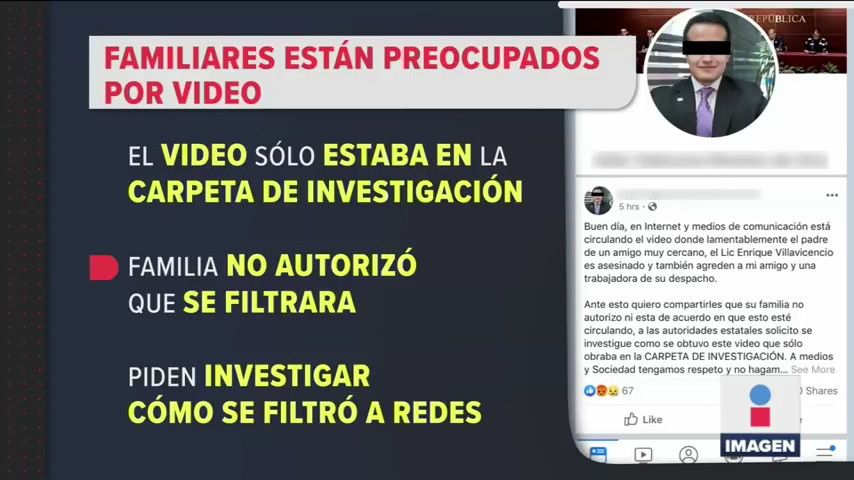 REPÚBLICA
FAMILIARES ESTÁN PREOCUPADOS
POR VIDEO
EL VIDEO SÓLO ESTABA EN LA
CARPETA DE INVESTIGACIÓN
FAMILIA NO AUTORIZÓ
QUE SE FILTRARA
PIDEN INVESTIGAR
CÓMO SE FILTRÓ A REDES
5 hrs
Buen día, en Internet y medios de comunicación está
circulando el video donde lamentablemente el padre
de un amigo muy cercano, el Lic Enrique Villavicencio
es asesinado y también agreden a mi amigo y una
trabajadora de su despacho.
Ante esto quiero compartirles que su familia no
autorizo ni esta de acuerdo en que esto esté
circulando, a las autoridades estatales solicito se
investigue como se obtuvo este video que sólo
obraba en la CARPETA DE INVESTIGACIÓN. A medios
y Sociedad tengamos respeto y no hagam... See More
67
Shares
Like
IMAGEN